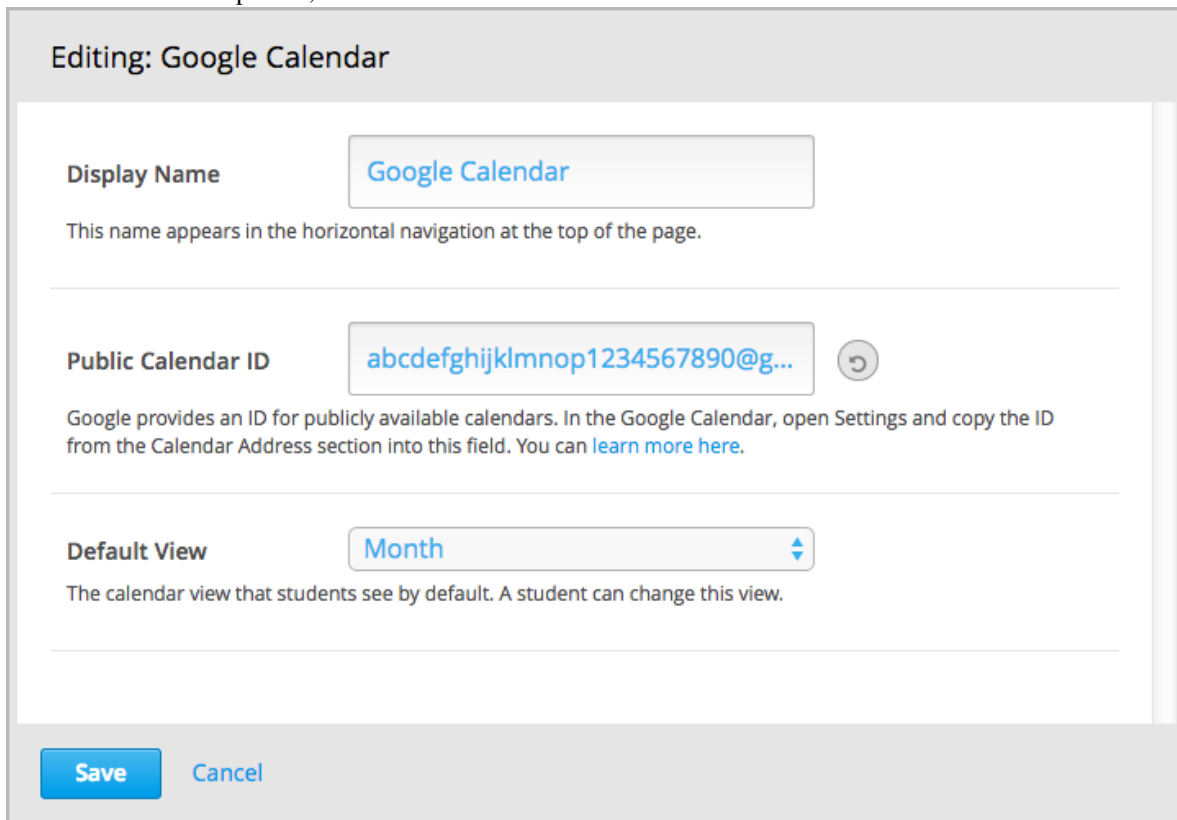 Editing: Google Calendar
Display Name
Google Calendar
This name appears in the horizontal navigation at the top of the page.
Public Calendar ID
abcdefghijklmnop1234567890@g...
Google provides an ID for publicly available calendars. In the Google Calendar, open Settings and copy the ID
from the Calendar Address section into this field. You can learn more here.
Default View
Month
The calendar view that students see by default. A student can change this view.
Save
Cancel